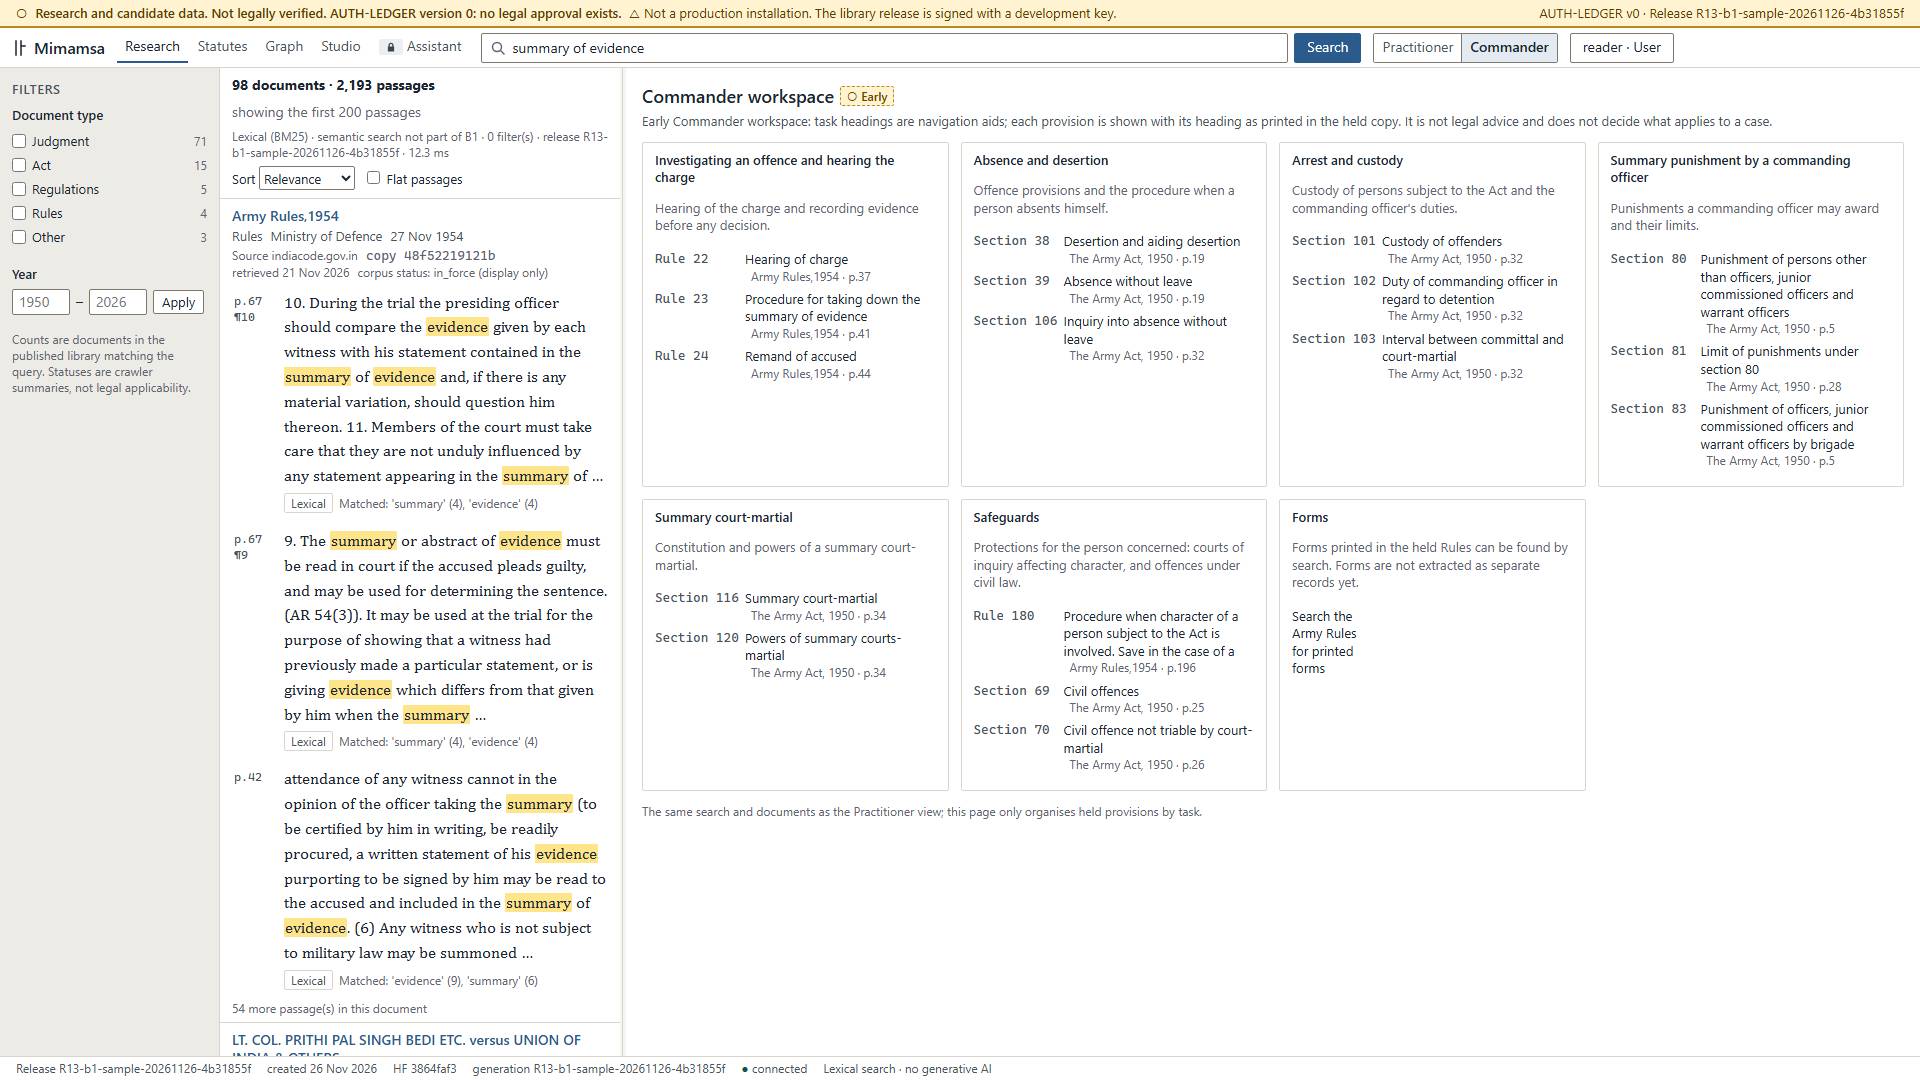 Research and candidate data. Not legally verified. AUTH-LEDGER version 0: no legal approval exists. ⚠ Not a production installation. The library release is signed with a development key.
AUTH-LEDGER v0 · Release R13-b1-sample-20261126-4b31855f
Mimamsa
Research
Statutes
Graph
Studio
Assistant
summary of evidence
Search
Practitioner
Commander
reader · User
FILTERS
Document type
Judgment 71
Act 15
Regulations 5
Rules 4
Other 3
Year
1950 – 2026 Apply
Counts are documents in the
published library matching the
query. Statuses are crawler
summaries, not legal applicability.
98 documents · 2,193 passages
showing the first 200 passages
Lexical (BM25) · semantic search not part of B1 · 0 filter(s) · release R13-
b1-sample-20261126-4b31855f · 12.3 ms
Sort Relevance Flat passages
Army Rules,1954
Rules Ministry of Defence 27 Nov 1954
Source indiacode.gov.in copy 48f52219121b
retrieved 21 Nov 2026 corpus status: in_force (display only)
p.67
¶10
10. During the trial the presiding officer
should compare the evidence given by each
witness with his statement contained in the
summary of evidence and, if there is any
material variation, should question him
thereon. 11. Members of the court must take
care that they are not unduly influenced by
any statement appearing in the summary of ...
Lexical Matched: 'summary' (4), 'evidence' (4)
p.67
¶9
9. The summary or abstract of evidence must
be read in court if the accused pleads guilty,
and may be used for determining the sentence.
(AR 54(3)). It may be used at the trial for the
purpose of showing that a witness had
previously made a particular statement, or is
giving evidence which differs from that given
by him when the summary ...
Lexical Matched: 'summary' (4), 'evidence' (4)
p.42
attendance of any witness cannot in the
opinion of the officer taking the summary (to
be certified by him in writing, be readily
procured, a written statement of his evidence
purporting to be signed by him may be read to
the accused and included in the summary of
evidence. (6) Any witness who is not subject
to military law may be summoned ...
Lexical Matched: 'evidence' (9), 'summary' (6)
54 more passage(s) in this document
LT. COL. PRITHI PAL SINGH BEDI ETC. versus UNION OF
INDIA & OTHERS
Commander workspace Early
Early Commander workspace: task headings are navigation aids; each provision is shown with its heading as printed in the held copy. It is not legal advice and does not decide what applies to a case.
Investigating an offence and hearing the
charge
Hearing of the charge and recording evidence
before any decision.
Rule 22 Hearing of charge
Army Rules,1954 · p.37
Rule 23 Procedure for taking down the
summary of evidence
Army Rules,1954 · p.41
Rule 24 Remand of accused
Army Rules,1954 · p.44
Absence and desertion
Offence provisions and the procedure when a
person absents himself.
Section 38 Desertion and aiding desertion
The Army Act, 1950 · p.19
Section 39 Absence without leave
The Army Act, 1950 · p.19
Section 106 Inquiry into absence without
leave
The Army Act, 1950 · p.32
Arrest and custody
Custody of persons subject to the Act and the
commanding officer's duties.
Section 101 Custody of offenders
The Army Act, 1950 · p.32
Section 102 Duty of commanding officer in
regard to detention
The Army Act, 1950 · p.32
Section 103 Interval between committal and
court-martial
The Army Act, 1950 · p.32
Summary punishment by a commanding
officer
Punishments a commanding officer may award
and their limits.
Section 80 Punishment of persons other
than officers, junior
commissioned officers and
warrant officers
The Army Act, 1950 · p.5
Section 81 Limit of punishments under
section 80
The Army Act, 1950 · p.28
Section 83 Punishment of officers, junior
commissioned officers and
warrant officers by brigade
The Army Act, 1950 · p.5
Summary court-martial
Constitution and powers of a summary court-
martial.
Section 116 Summary court-martial
The Army Act, 1950 · p.34
Section 120 Powers of summary courts-
martial
The Army Act, 1950 · p.34
Safeguards
Protections for the person concerned: courts of
inquiry affecting character, and offences under
civil law.
Rule 180 Procedure when character of a
person subject to the Act is
involved. Save in the case of a
Army Rules,1954 · p.196
Section 69 Civil offences
The Army Act, 1950 · p.25
Section 70 Civil offence not triable by court-
martial
The Army Act, 1950 · p.26
Forms
Forms printed in the held Rules can be found by
search. Forms are not extracted as separate
records yet.
Search the
Army Rules
for printed
forms
The same search and documents as the Practitioner view; this page only organises held provisions by task.
Release R13-b1-sample-20261126-4b31855f created 26 Nov 2026 HF 3864faf3 generation R13-b1-sample-20261126-4b31855f ● connected Lexical search · no generative AI